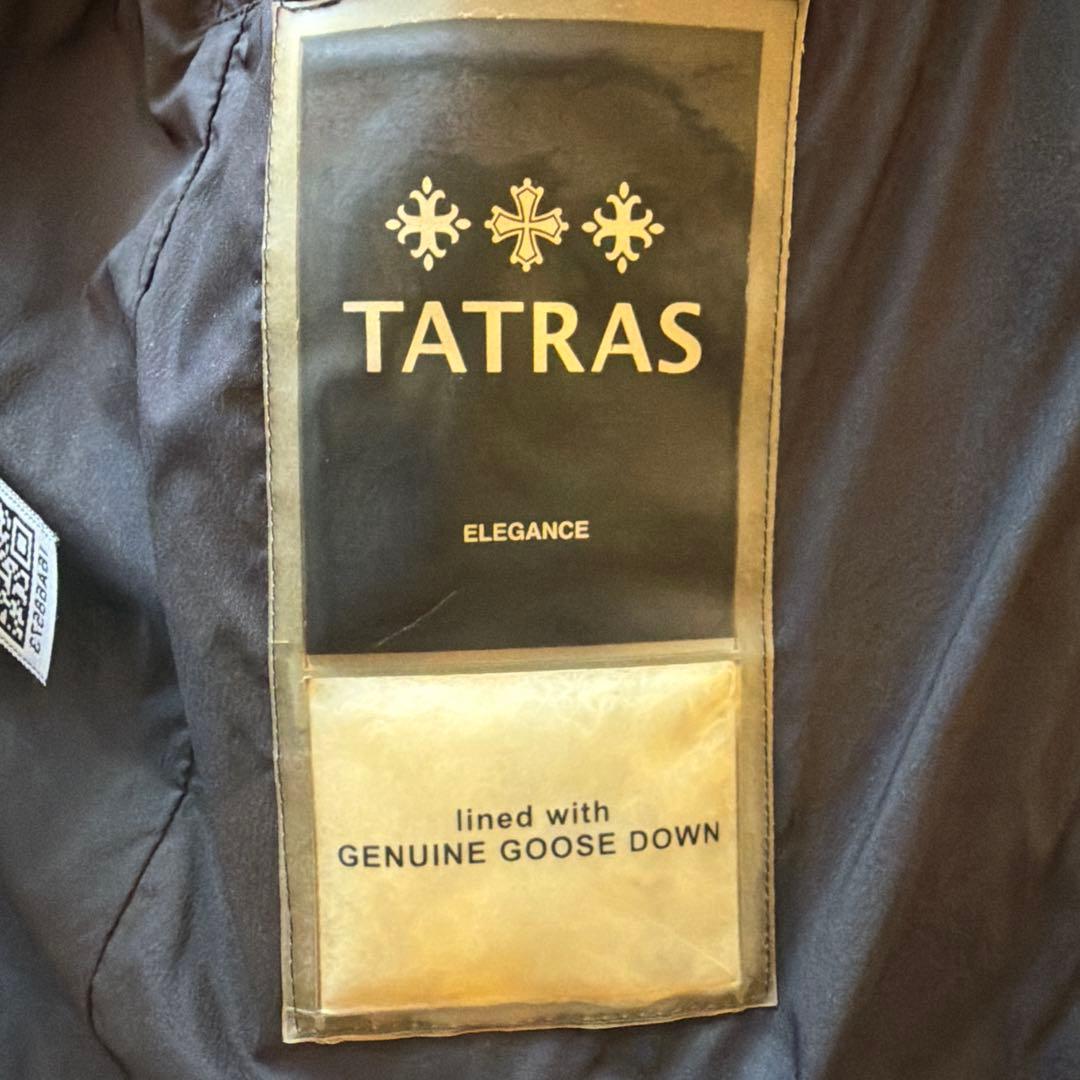 TATRAS
ELEGANCE
lined with
GENUINE GOOSE DOWN